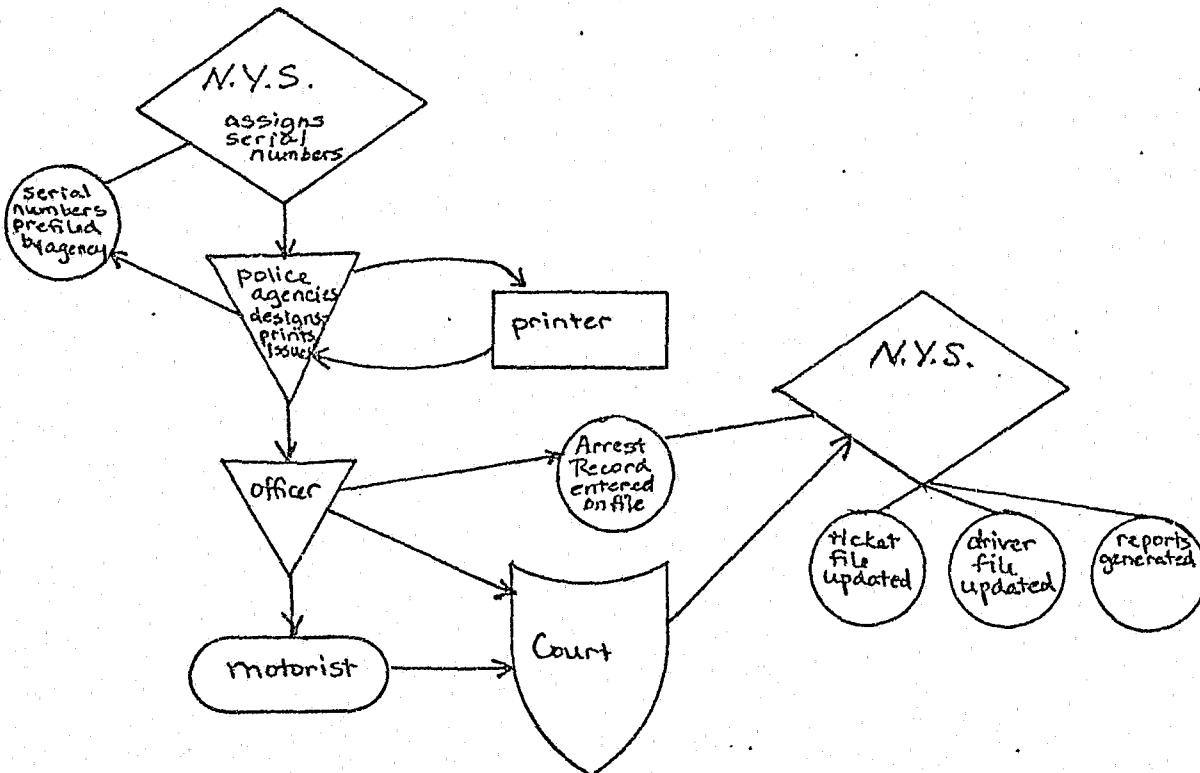 N.Y.S.
assigns
serial
numbers
serial
numbers
prefiled
by agency
police
agencies
designs-
prints
issues
printer
N.Y.S.
officer
Arrest
Record
entered
on file
ticket
file
updated
driver
file
updated
reports
generated
motorist
Court